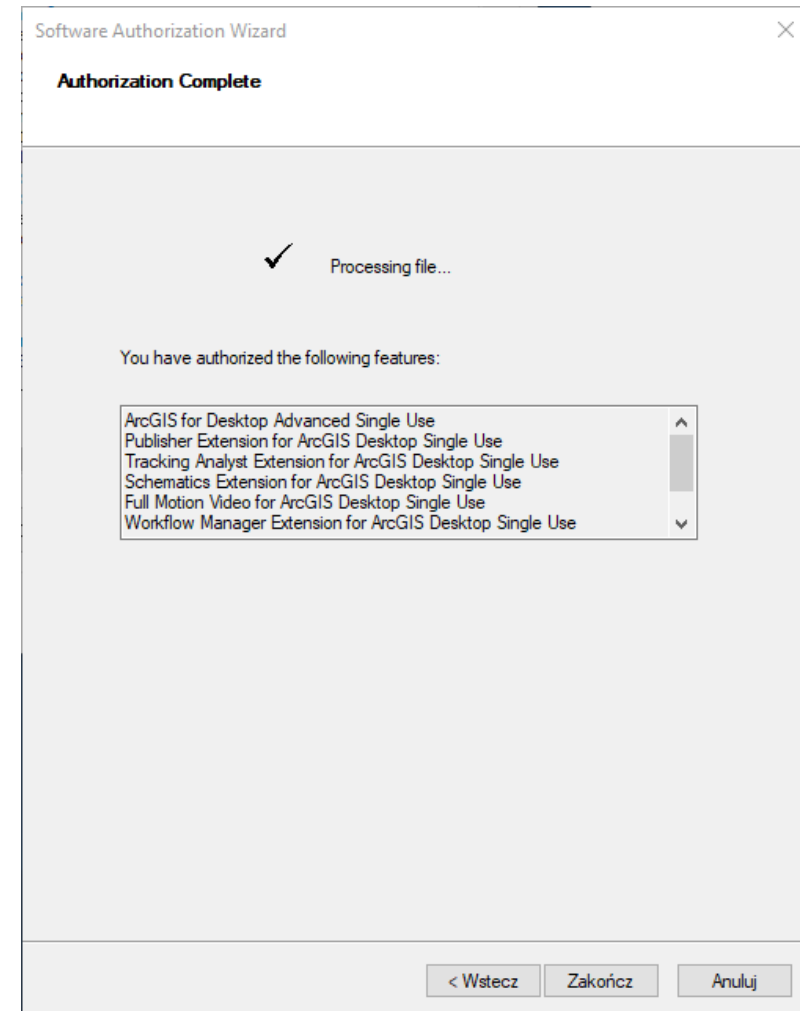 Software Authorization Wizard
Authorization Complete
Processing file...
You have authorized the following features:
ArcGIS for Desktop Advanced Single Use
Publisher Extension for ArcGIS Desktop Single Use
Tracking Analyst Extension for ArcGIS Desktop Single Use
Schematics Extension for ArcGIS Desktop Single Use
Full Motion Video for ArcGIS Desktop Single Use
Workflow Manager Extension for ArcGIS Desktop Single Use
< Wstecz Zakończ Anuluj